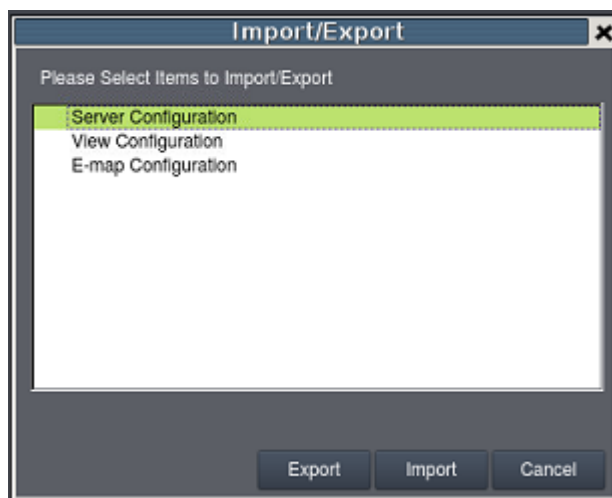 Import/Export
Please Select Items to Import/Export
Server Configuration
View Configuration
E-map Configuration
Export Import Cancel